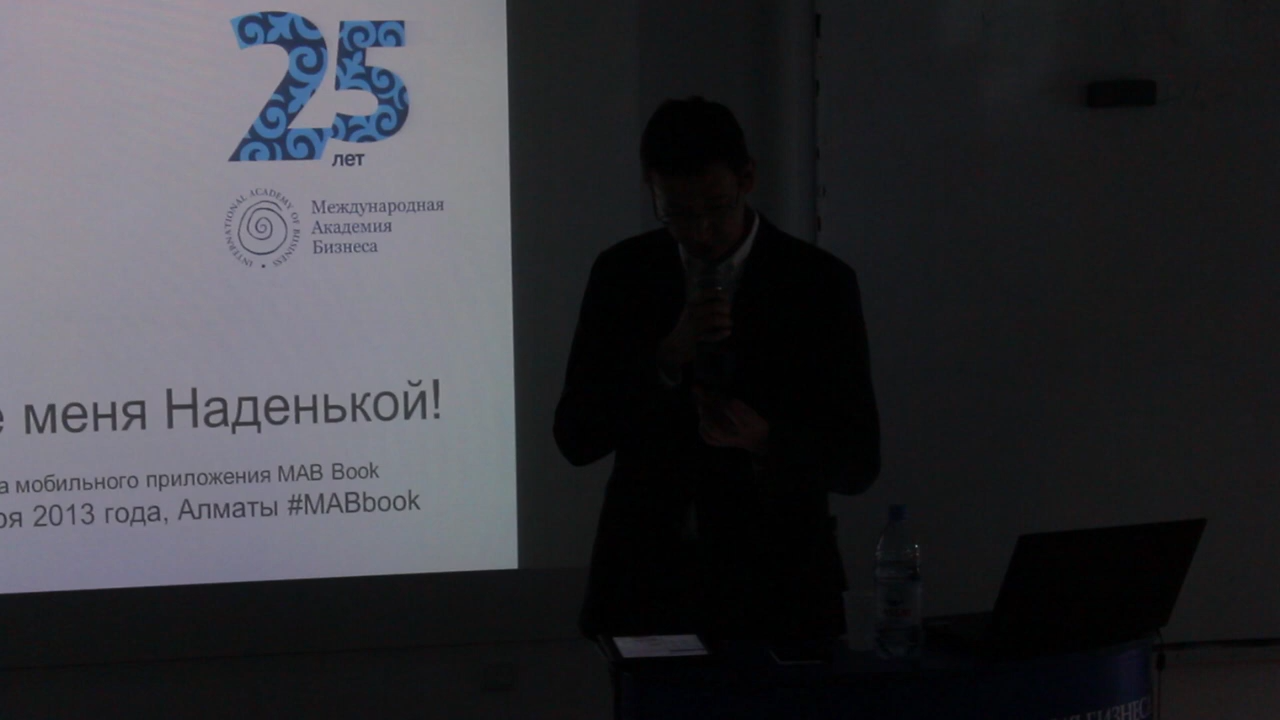 25
лет
INTERNATIONAL ACADEMY OF BUSINESS
Международная
Академия
Бизнеса
меня Наденькой!
мобильного приложения MAB Book
2013 года, Алматы #MABbook